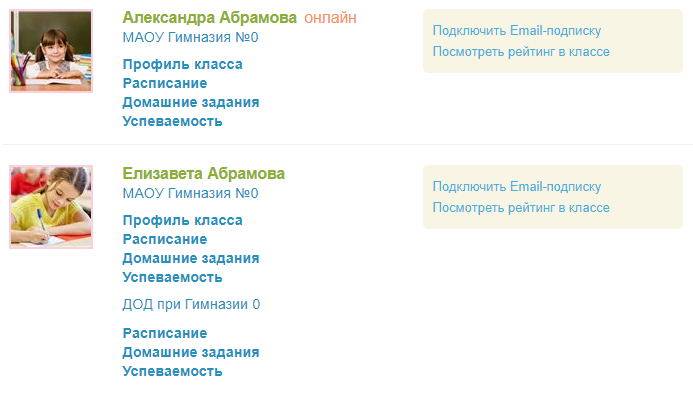 Александра Абрамова онлайн
МАОУ Гимназия №0
Профиль класса
Расписание
Домашние задания
Успеваемость
Подключить Email-подписку
Посмотреть рейтинг в классе
Елизавета Абрамова
МАОУ Гимназия №0
Профиль класса
Расписание
Домашние задания
Успеваемость
ДОД при Гимназии 0
Расписание
Домашние задания
Успеваемость
Подключить Email-подписку
Посмотреть рейтинг в классе